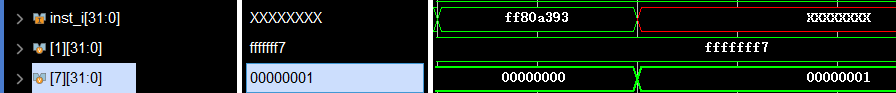 inst_i[31:0] XXXXXXXX ff80a393 XXXXXXXX
[1][31:0] fffffff7 fffffff7
[7][31:0] 00000001 00000000 00000001